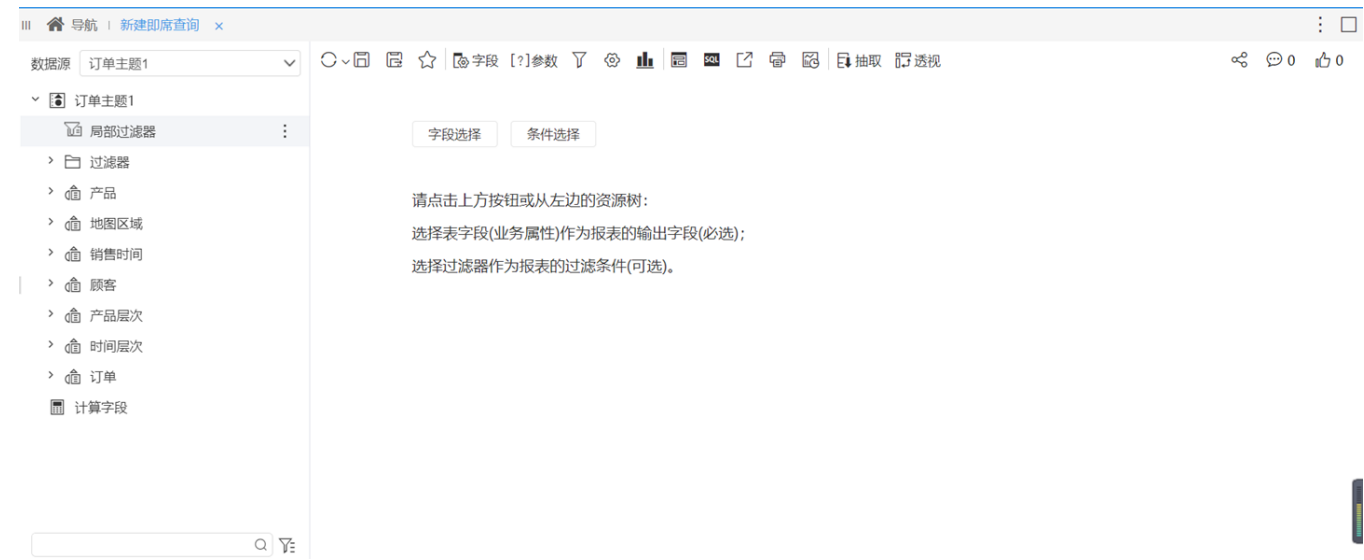 导航 新建即席查询 ×
数据源 订单主题1
字段 [?]参数 SQL 抽取 透视 0 0
订单主题1
局部过滤器
过滤器
产品
地图区域
销售时间
顾客
产品层次
时间层次
订单
计算字段
字段选择 条件选择
请点击上方按钮或从左边的资源树：
选择表字段(业务属性)作为报表的输出字段(必选)；
选择过滤器作为报表的过滤条件(可选)。